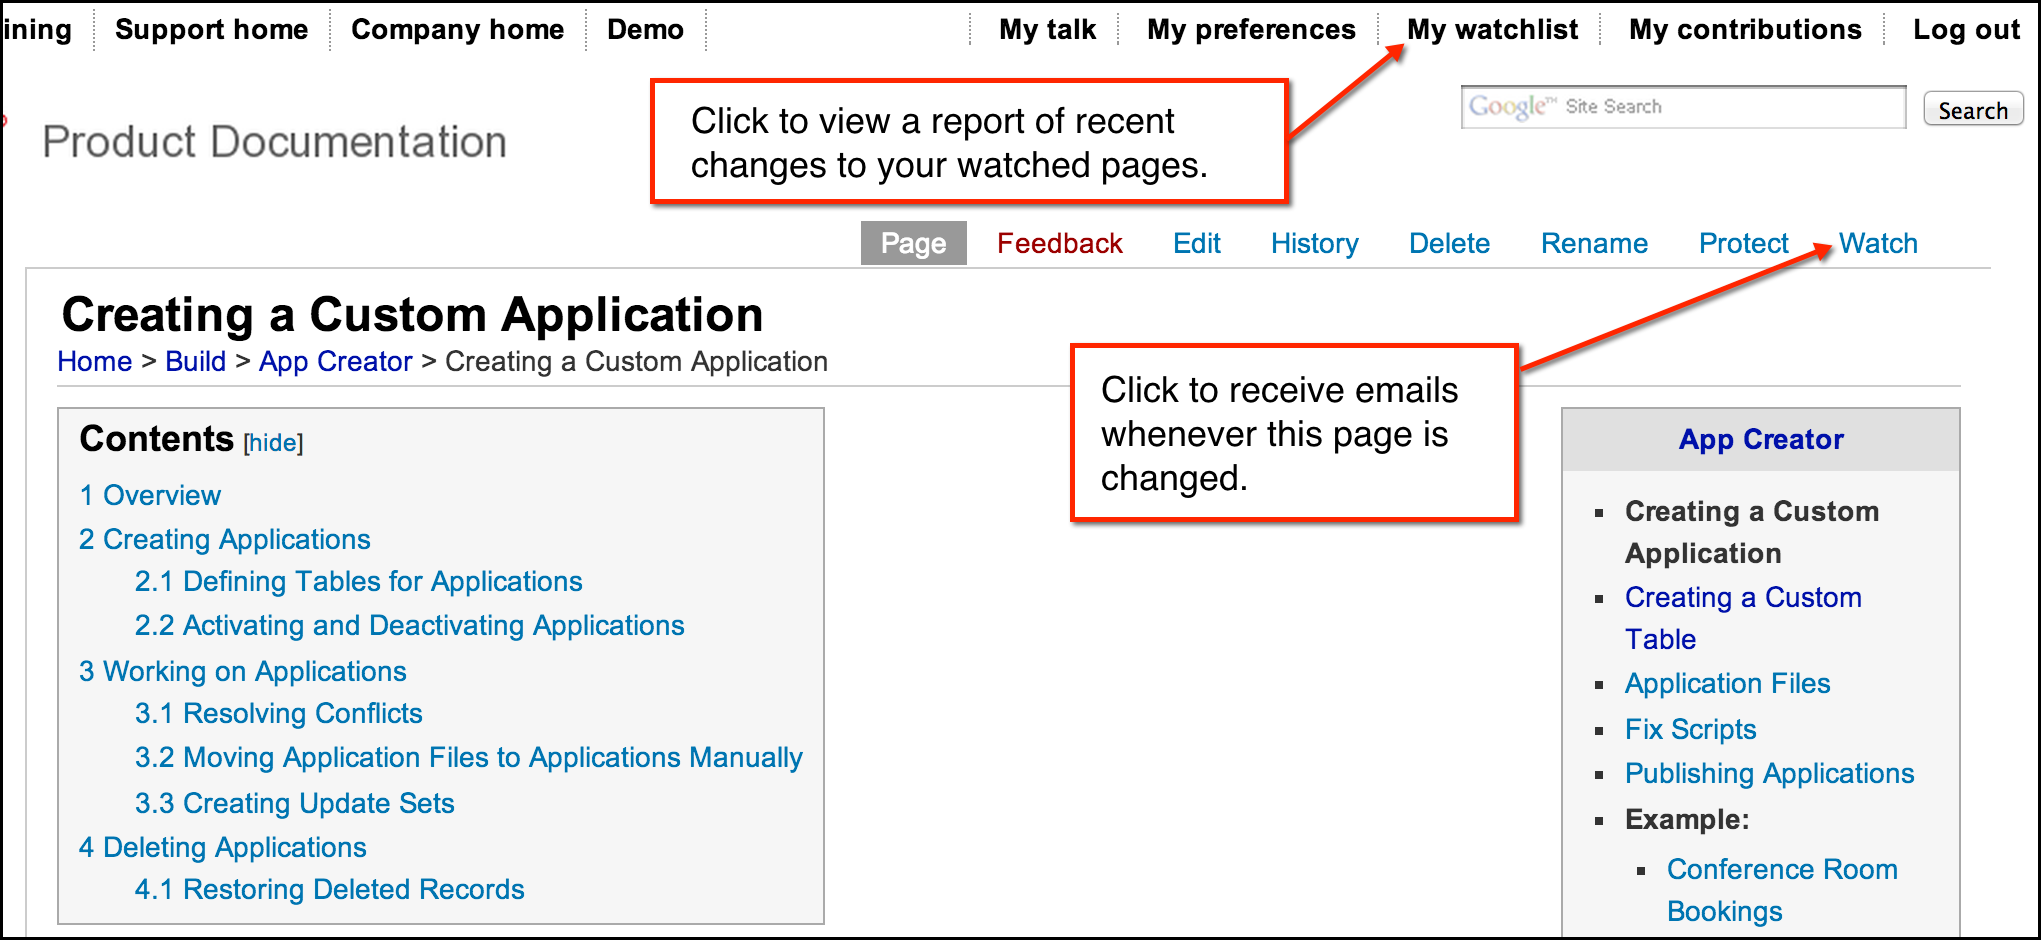 ining Support home Company home Demo My talk My preferences My watchlist My contributions Log out
Google™ Site Search Search
Product Documentation
Click to view a report of recent
changes to your watched pages.
Page Feedback Edit History Delete Rename Protect Watch
Creating a Custom Application
Home > Build > App Creator > Creating a Custom Application
Click to receive emails
whenever this page is
changed.
Contents [hide]
1 Overview
2 Creating Applications
2.1 Defining Tables for Applications
2.2 Activating and Deactivating Applications
3 Working on Applications
3.1 Resolving Conflicts
3.2 Moving Application Files to Applications Manually
3.3 Creating Update Sets
4 Deleting Applications
4.1 Restoring Deleted Records
App Creator
Creating a Custom
Application
Creating a Custom
Table
Application Files
Fix Scripts
Publishing Applications
Example:
Conference Room
Bookings